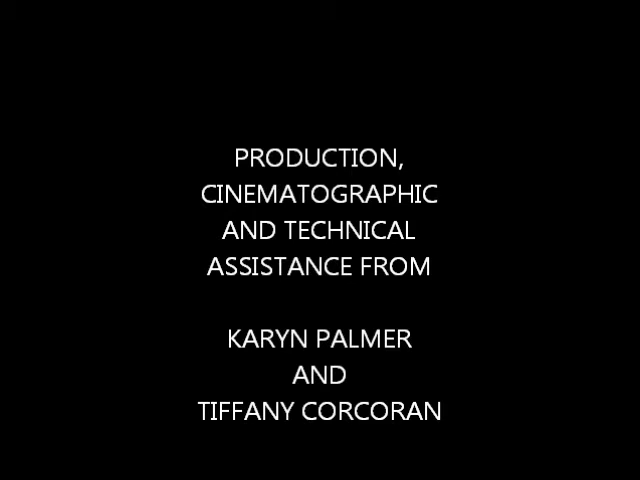 PRODUCTION,
CINEMATOGRAPHIC
AND TECHNICAL
ASSISTANCE FROM
KARYN PALMER
AND
TIFFANY CORCORAN